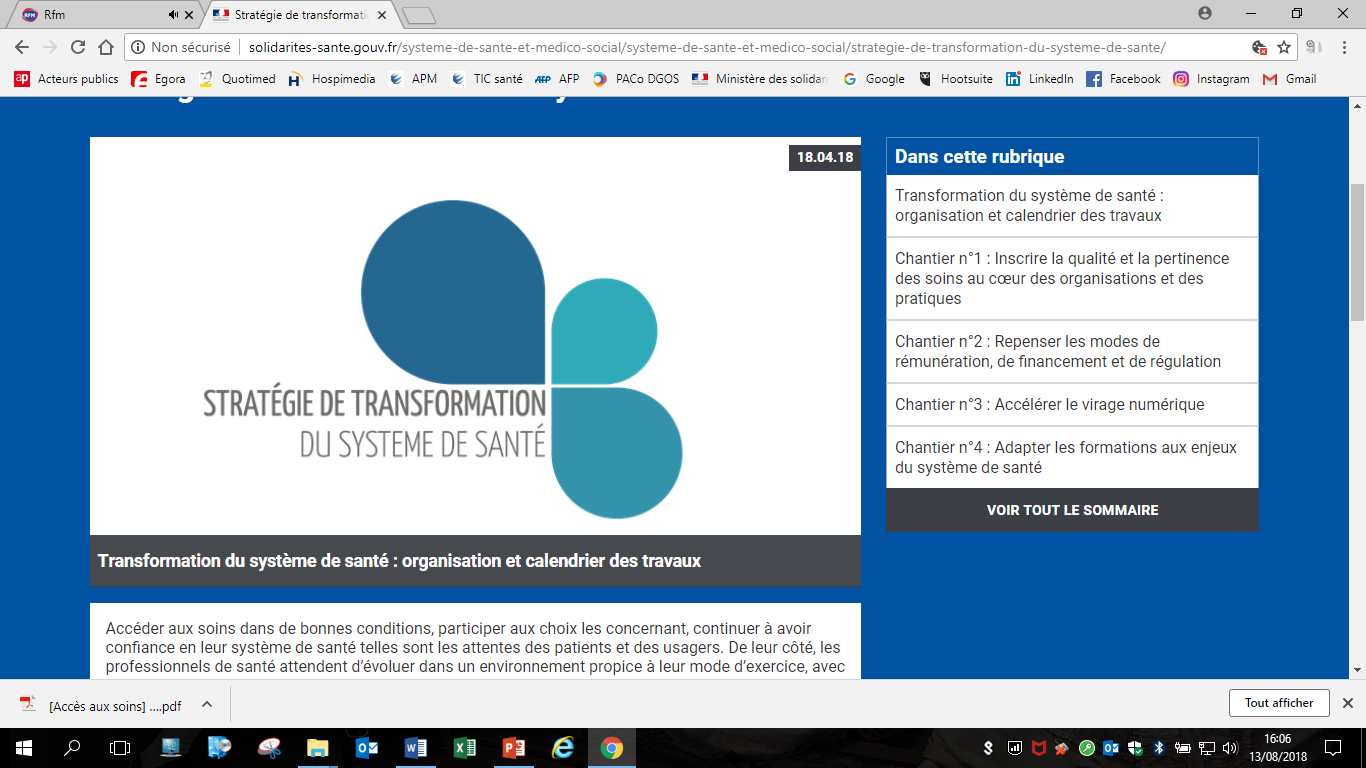 Rfm
Stratégie de transformati
Non sécurisé
solidarites-sante.gouv.fr/systeme-de-sante-et-medico-social/systeme-de-sante-et-medico-social/strategie-de-transformation-du-systeme-de-sante/
Acteurs publics
Egora
Quotimed
Hospimedia
APM
TIC santé
AFP
AFP
PACo DGOS
Ministère des solidari
Google
Hootsuite
LinkedIn
Facebook
Instagram
Gmail
18.04.18
STRATÉGIE DE TRANSFORMATION
DU SYSTEME DE SANTÉ
Transformation du système de santé : organisation et calendrier des travaux
Accéder aux soins dans de bonnes conditions, participer aux choix les concernant, continuer à avoir
confiance en leur système de santé telles sont les attentes des patients et des usagers. De leur côté, les
professionnels de santé attendent d’évoluer dans un environnement propice à leur mode d’exercice, avec
Dans cette rubrique
Transformation du système de santé :
organisation et calendrier des travaux
Chantier n°1 : Inscrire la qualité et la pertinence
des soins au cœur des organisations et des
pratiques
Chantier n°2 : Repenser les modes de
rémunération, de financement et de régulation
Chantier n°3 : Accélérer le virage numérique
Chantier n°4 : Adapter les formations aux enjeux
du système de santé
VOIR TOUT LE SOMMAIRE
[Accès aux soins] ....pdf
Tout afficher
16:06
13/08/2018